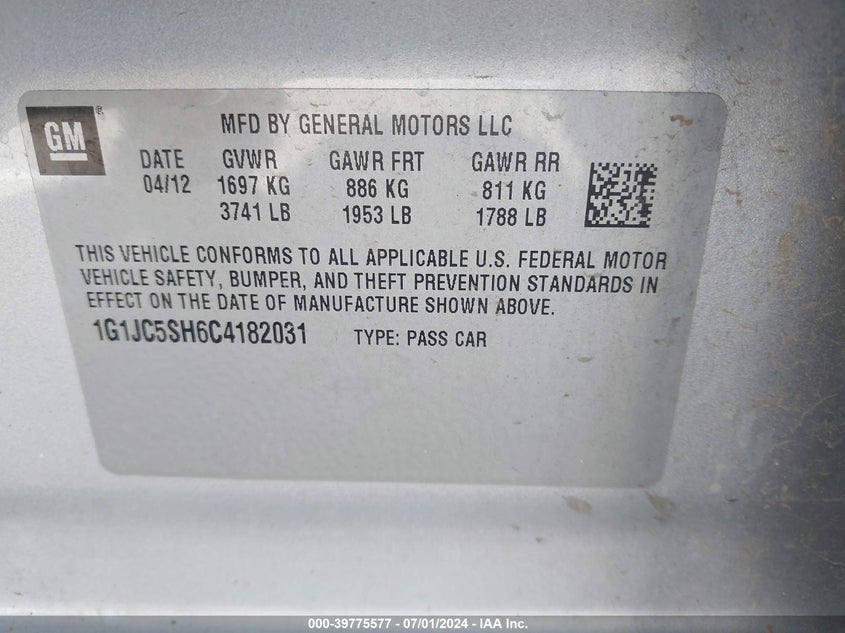 GM®
MFD BY GENERAL MOTORS LLC
DATE GVWR GAWR FRT GAWR RR
04/12 1697 KG 886 KG 811 KG
3741 LB 1953 LB 1788 LB
THIS VEHICLE CONFORMS TO ALL APPLICABLE U.S. FEDERAL MOTOR
VEHICLE SAFETY, BUMPER, AND THEFT PREVENTION STANDARDS IN
EFFECT ON THE DATE OF MANUFACTURE SHOWN ABOVE.
1G1JC5SH6C4182031 TYPE: PASS CAR
000-39775577 - 07/01/2024 - IAA Inc.